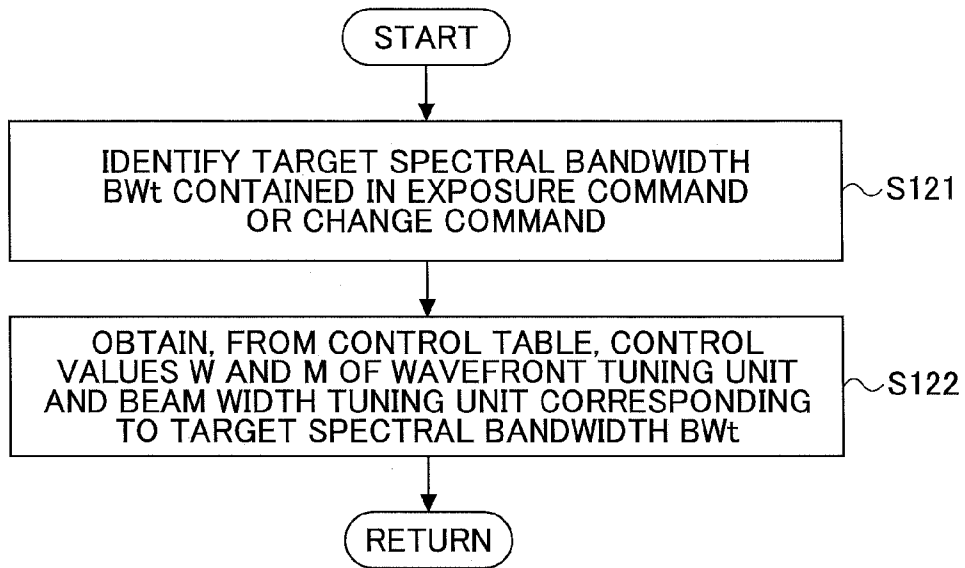 START
IDENTIFY TARGET SPECTRAL BANDWIDTH
BWt CONTAINED IN EXPOSURE COMMAND
OR CHANGE COMMAND
S121
OBTAIN, FROM CONTROL TABLE, CONTROL
VALUES W AND M OF WAVEFRONT TUNING UNIT
AND BEAM WIDTH TUNING UNIT CORRESPONDING
TO TARGET SPECTRAL BANDWIDTH BWt
S122
RETURN